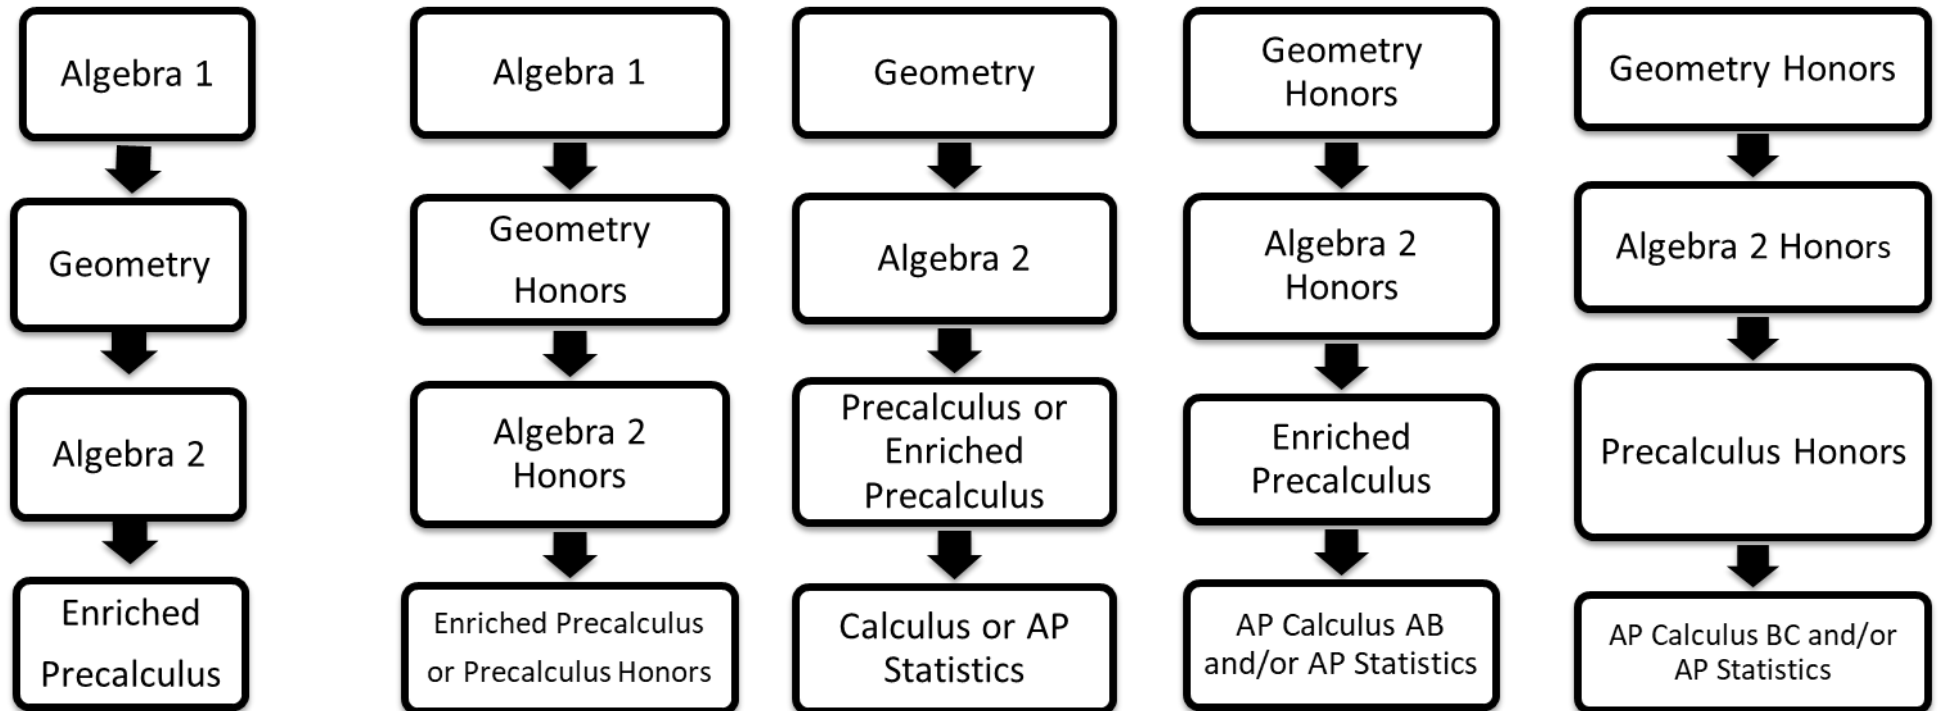 Algebra 1
Geometry
Algebra 2
Enriched
Precalculus
Algebra 1
Geometry
Honors
Algebra 2
Honors
Enriched Precalculus
or Precalculus Honors
Geometry
Algebra 2
Precalculus or
Enriched
Precalculus
Calculus or AP
Statistics
Geometry
Honors
Algebra 2
Honors
Enriched
Precalculus
AP Calculus AB
and/or AP Statistics
Geometry Honors
Algebra 2 Honors
Precalculus Honors
AP Calculus BC and/or
AP Statistics